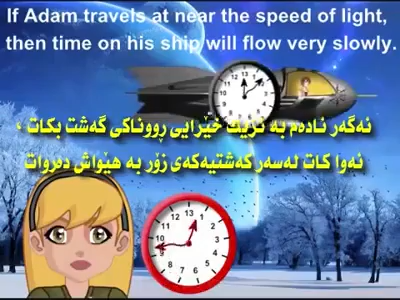 If Adam travels at near the speed of light,
then time on his ship will flow very slowly.
ئەگەر ئادەم بە نزیک خێرایی ڕووناکی گەشت بکات ،
ئەوا کات لەسەر کەشتیەکەی زۆر بە هێواش دەڕوات